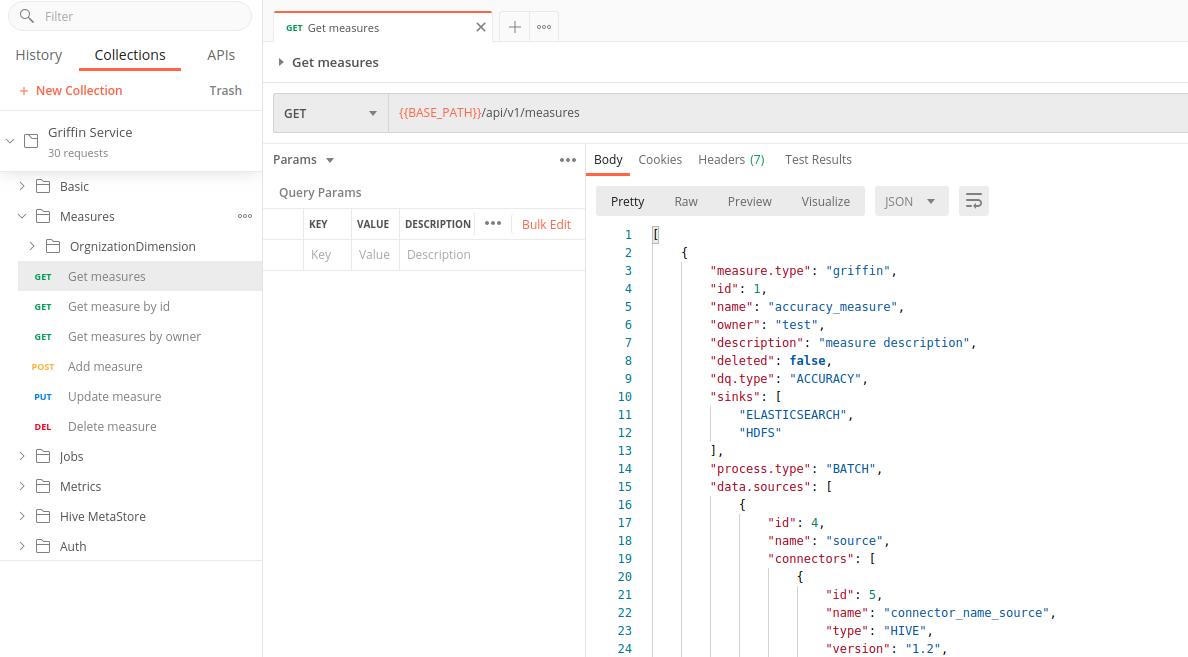 Filter
History Collections APIs
+ New Collection Trash
Griffin Service
30 requests
Basic
Measures
OrgnizationDimension
GET Get measures
GET Get measure by id
GET Get measures by owner
POST Add measure
PUT Update measure
DEL Delete measure
Jobs
Metrics
Hive MetaStore
Auth
GET Get measures
Get measures
GET {{BASE_PATH}}/api/v1/measures
Params
Query Params
KEY VALUE DESCRIPTION Bulk Edit
Key Value Description
Body Cookies Headers (7) Test Results
Pretty Raw Preview Visualize JSON
1 [
2 {
3 "measure.type": "griffin",
4 "id": 1,
5 "name": "accuracy_measure",
6 "owner": "test",
7 "description": "measure description",
8 "deleted": false,
9 "dq.type": "ACCURACY",
10 "sinks": [
11 "ELASTICSEARCH",
12 "HDFS"
13 ],
14 "process.type": "BATCH",
15 "data.sources": [
16 {
17 "id": 4,
18 "name": "source",
19 "connectors": [
20 {
21 "id": 5,
22 "name": "connector_name_source",
23 "type": "HIVE",
24 "version": "1.2",